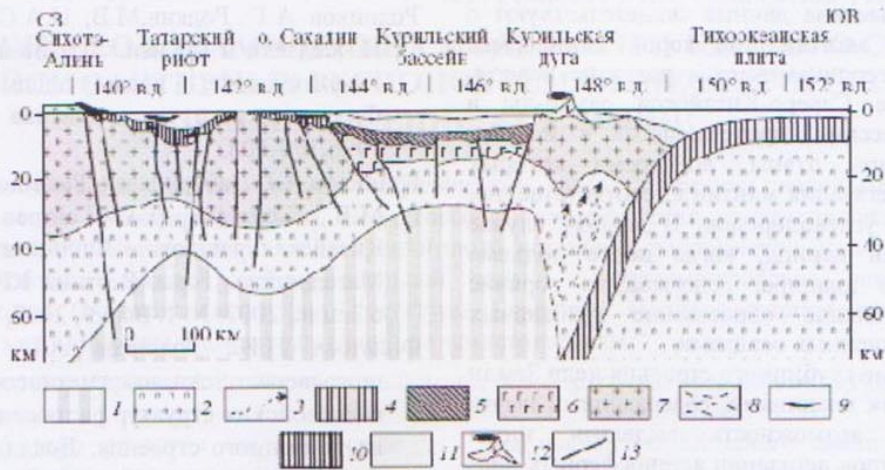 СЗ ЮВ
Сихотэ- Татарский о. Сахалин Курильский Курильская Тихоокеанская
Алинь рифт бассейн дуга плита
140° в.д. 142° в.д. 144° в.д. 146° в.д. 148° в.д. 150° в.д. 152° в.д.
0 0
20 20
40 40
60 60
0 100 км
км км
1 2 3 4 5 6 7 8 9
10 11 12 13